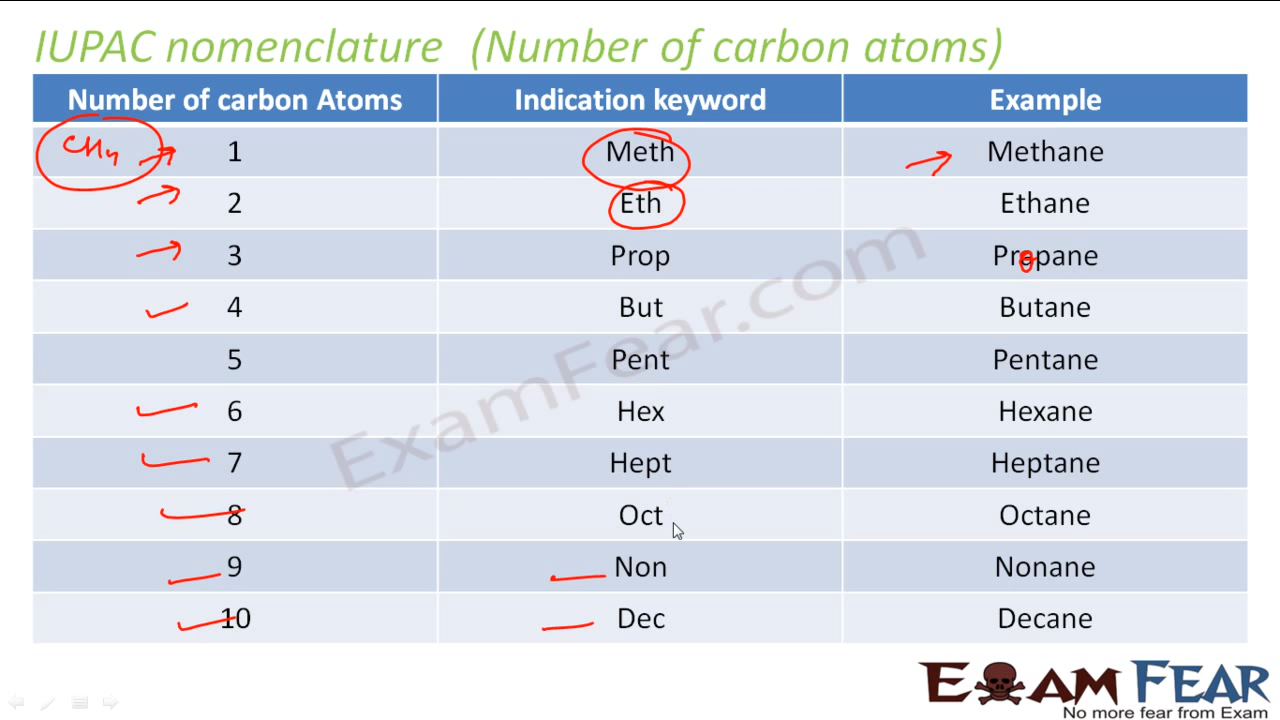 IUPAC nomenclature (Number of carbon atoms)
Number of carbon Atoms Indication keyword Example
CH4 1 Meth Methane
2 Eth Ethane
3 Prop Propane
4 But Butane
5 Pent Pentane
6 Hex Hexane
7 Hept Heptane
8 Oct Octane
9 Non Nonane
10 Dec Decane
ExamFear.com
EXAM FEAR
No more fear from Exam